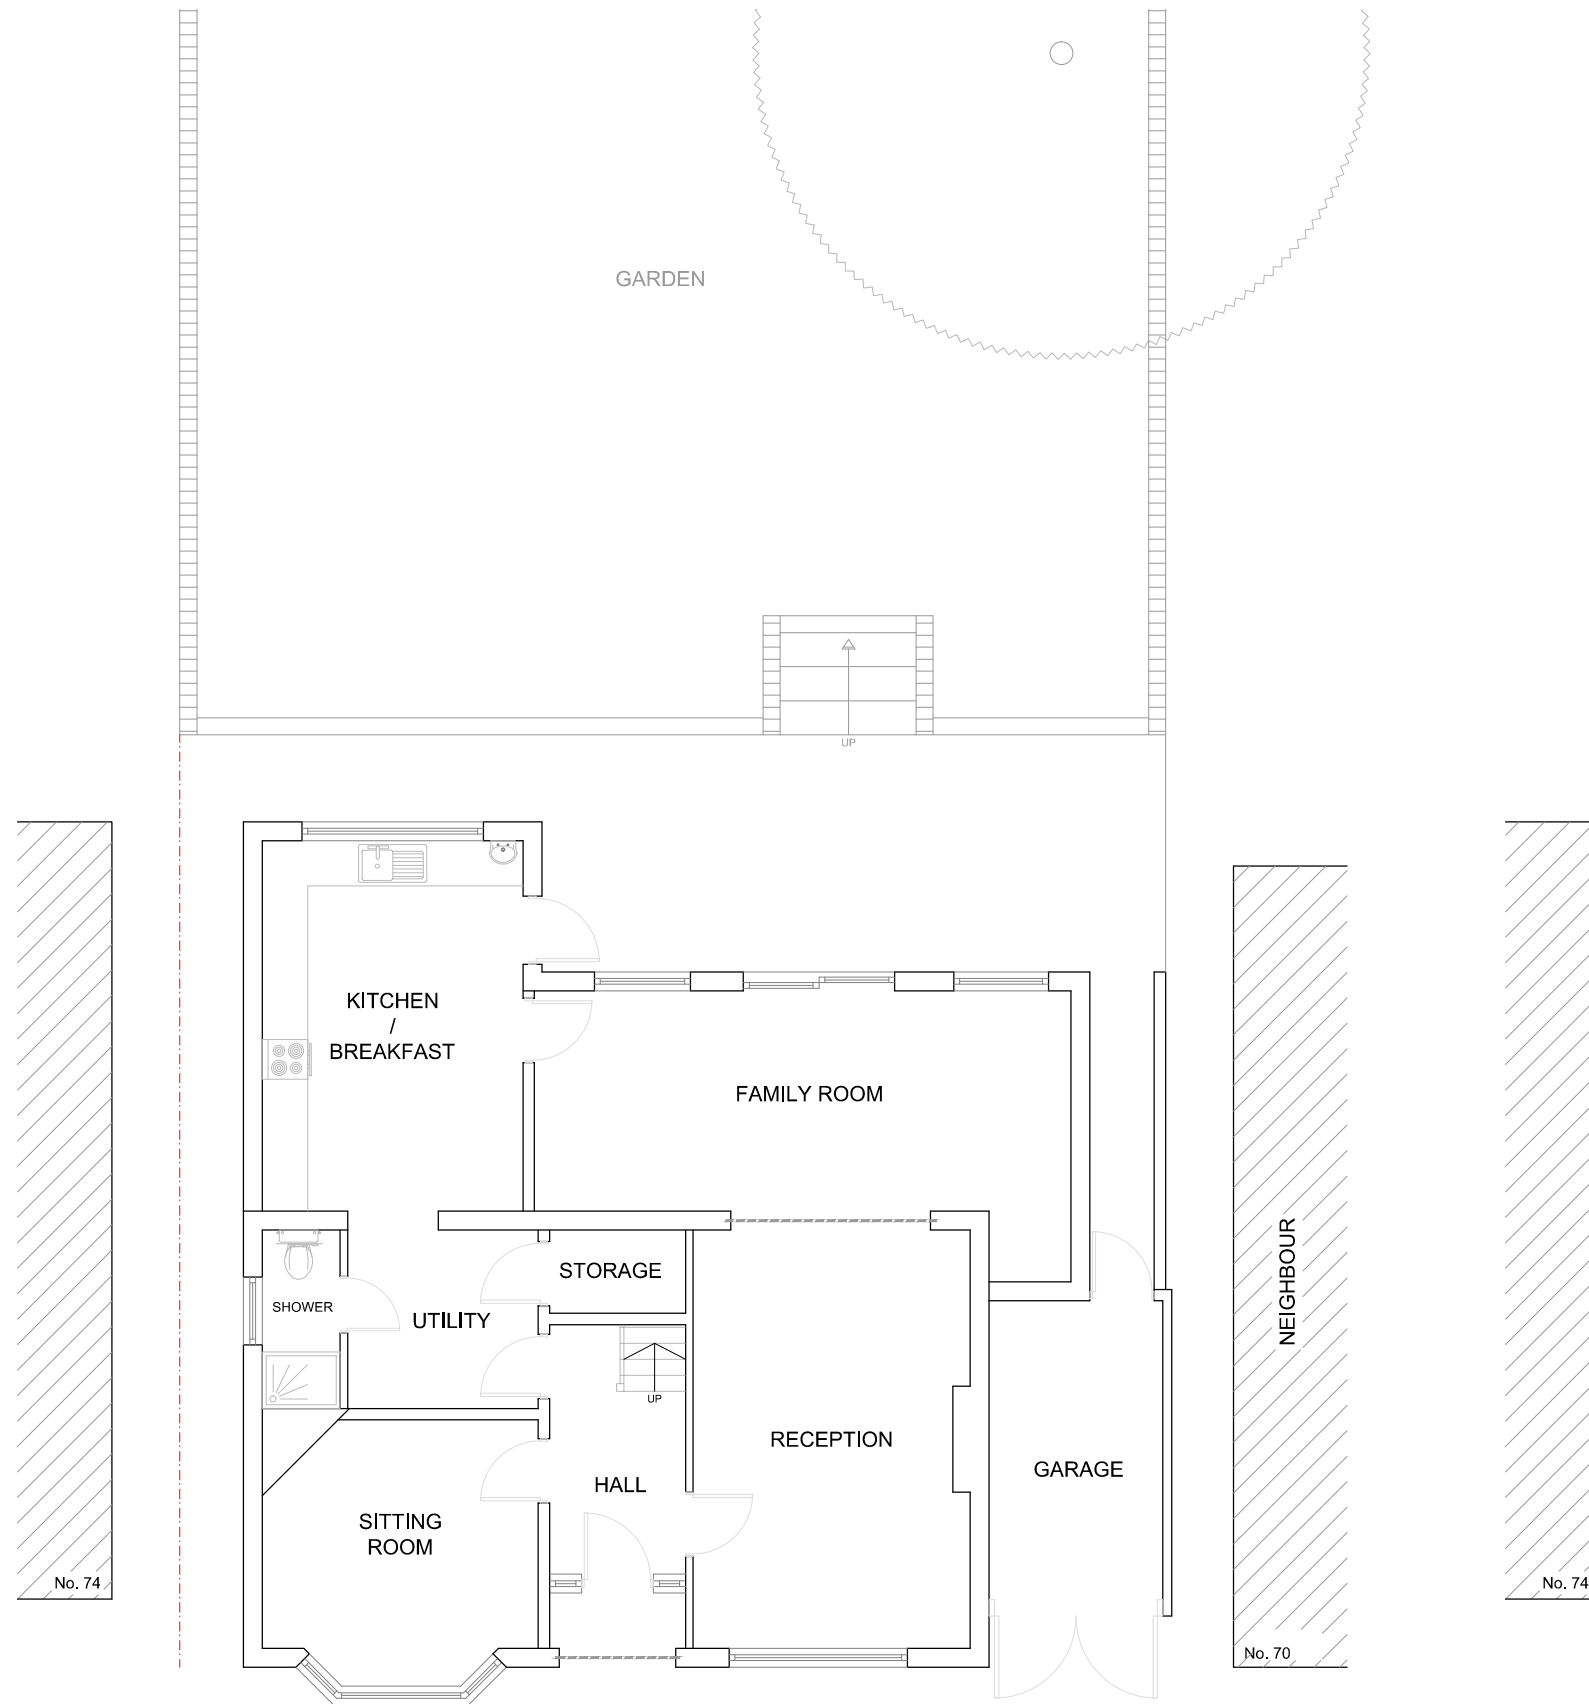 GARDEN
UP
KITCHEN
/
BREAKFAST
FAMILY ROOM
STORAGE
SHOWER
UTILITY
NEIGHBOUR
UP
RECEPTION
GARAGE
HALL
SITTING
ROOM
No. 74
No. 74
No. 70